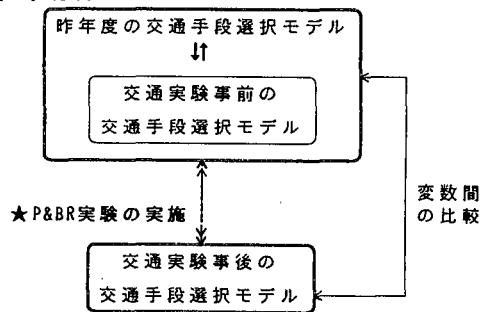 昨年度の交通手段選択モデル
交通実験事前の
交通手段選択モデル
★P&BR実験の実施
変数間
の比較
交通実験事後の
交通手段選択モデル